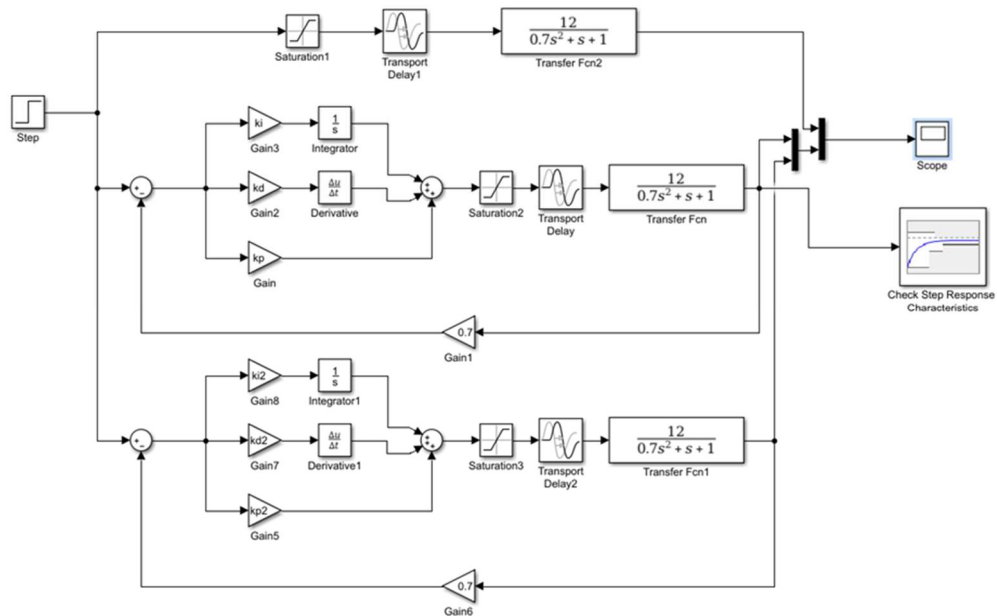 12
0.7s² + s + 1
Saturation1
Transport
Delay1
Transfer Fcn2
Step
ki
1
s
Gain3
Integrator
Scope
+
-
kd
Δu
Δt
+
+
+
12
0.7s² + s + 1
Gain2
Derivative
Saturation2
Transport
Delay
Transfer Fcn
kp
Gain
Check Step Response
Characteristics
0.7
Gain1
ki2
1
s
Gain8
Integrator1
+
-
kd2
Δu
Δt
+
+
+
12
0.7s² + s + 1
Gain7
Derivative1
Saturation3
Transport
Delay2
Transfer Fcn1
kp2
Gain5
0.7
Gain6